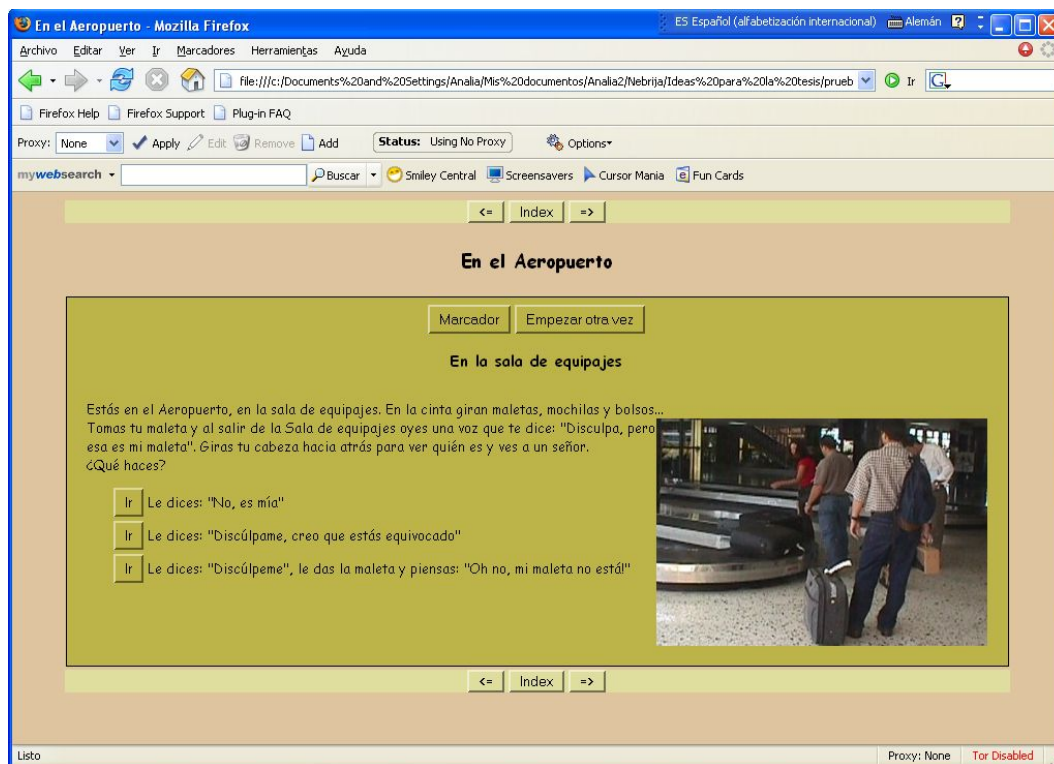 En el Aeropuerto - Mozilla Firefox
ES Español (alfabetización internacional) Alemán ?
Archivo Editar Ver Ir Marcadores Herramientas Ayuda
file:///c:/Documents%20and%20Settings/Analia/Mis%20documentos/Analia2/Nebrija/Ideas%20para%20la%20tesis/prueb Ir G
Firefox Help Firefox Support Plug-in FAQ
Proxy: None Apply Edit Remove Add Status: Using No Proxy Options
mywebsearch Buscar Smiley Central Screensavers Cursor Mania Fun Cards
<= Index =>
En el Aeropuerto
Marcador Empezar otra vez
En la sala de equipajes
Estás en el Aeropuerto, en la sala de equipajes. En la cinta giran maletas, mochilas y bolsos...
Tomas tu maleta y al salir de la Sala de equipajes oyes una voz que te dice: "Disculpa, pero
esa es mi maleta". Giras tu cabeza hacia atrás para ver quién es y ves a un señor.
¿Qué haces?
Ir Le dices: "No, es mía"
Ir Le dices: "Discúlpame, creo que estás equivocado"
Ir Le dices: "Discúlpeme", le das la maleta y piensas: "Oh no, mi maleta no está!"
<= Index =>
Listo Proxy: None Tor Disabled